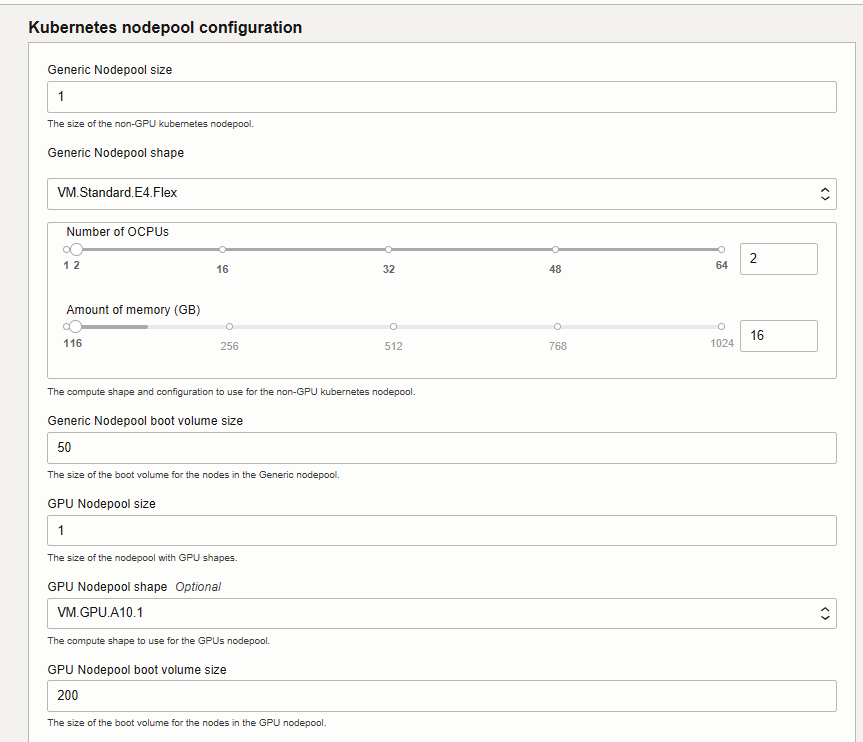 Kubernetes nodepool configuration
Generic Nodepool size
1
The size of the non-GPU kubernetes nodepool.
Generic Nodepool shape
VM.Standard.E4.Flex
Number of OCPUs
2
1 2 16 32 48 64
Amount of memory (GB)
16
116 256 512 768 1024
The compute shape and configuration to use for the non-GPU kubernetes nodepool.
Generic Nodepool boot volume size
50
The size of the boot volume for the nodes in the Generic nodepool.
GPU Nodepool size
1
The size of the nodepool with GPU shapes.
GPU Nodepool shape Optional
VM.GPU.A10.1
The compute shape to use for the GPUs nodepool.
GPU Nodepool boot volume size
200
The size of the boot volume for the nodes in the GPU nodepool.